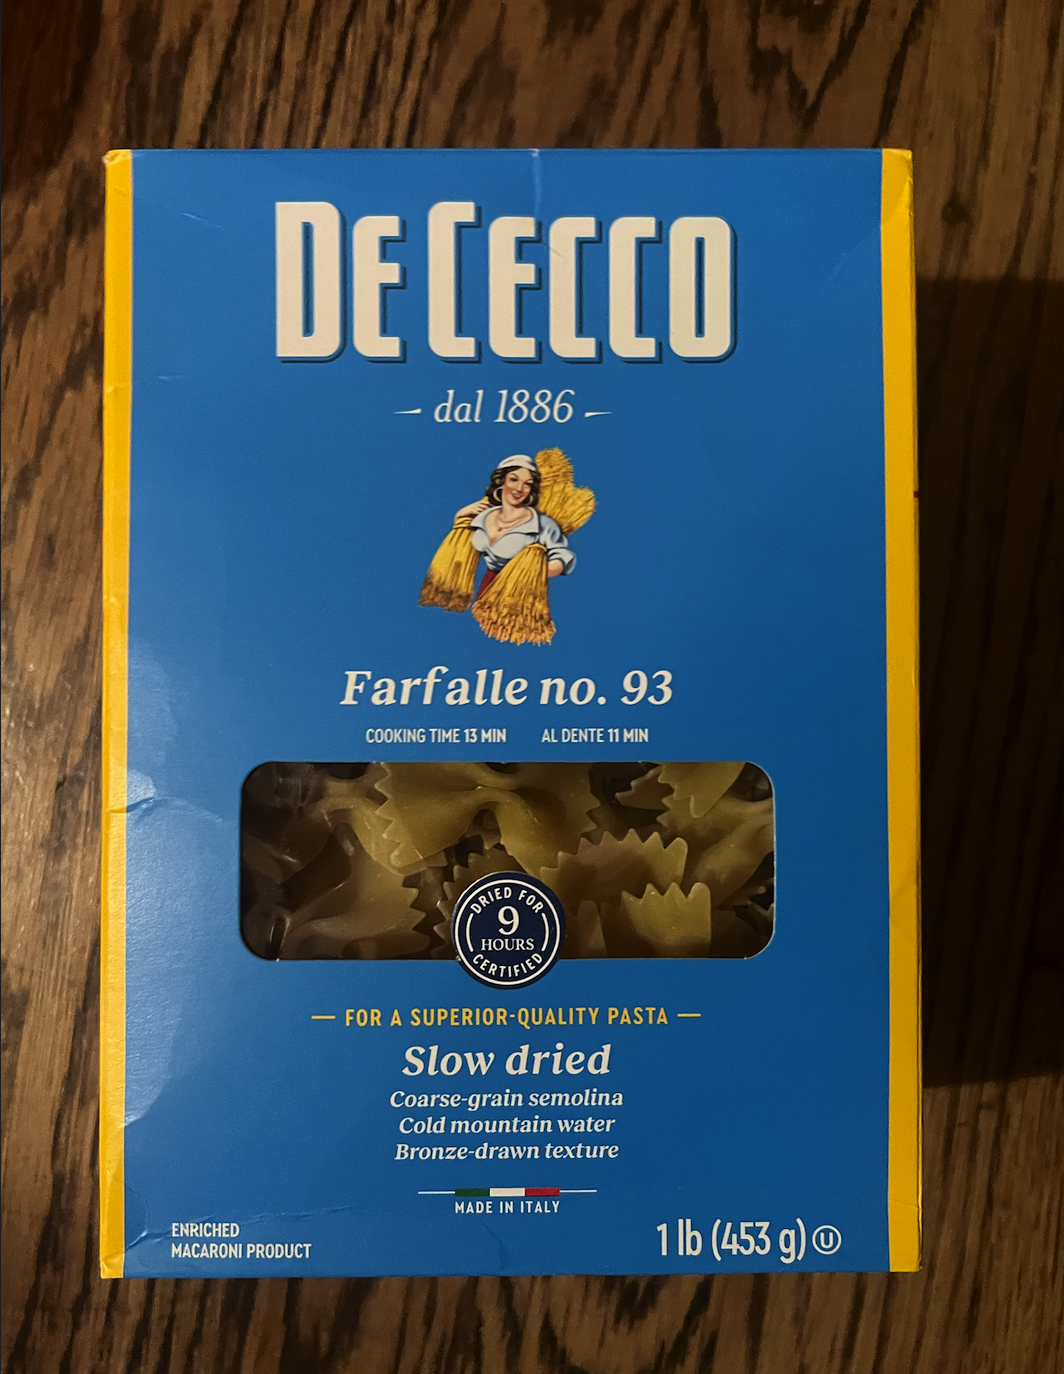 DE CECCO
dal 1886
Farfalle no. 93
COOKING TIME 13 MIN AL DENTE 11 MIN
DRIED FOR
9
HOURS
CERTIFIED
FOR A SUPERIOR-QUALITY PASTA
Slow dried
Coarse-grain semolina
Cold mountain water
Bronze-drawn texture
MADE IN ITALY
ENRICHED
MACARONI PRODUCT
1 lb (453 g) U